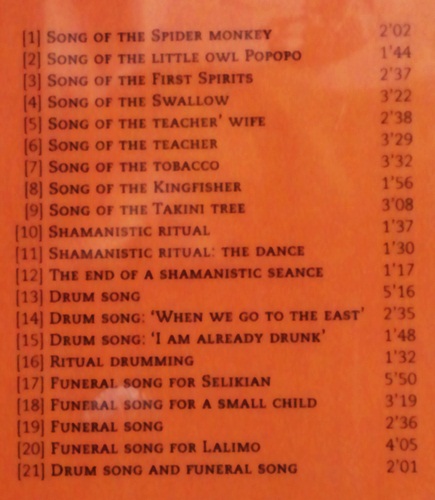 [1] Song of the Spider monkey 2'02
[2] Song of the little owl Popopo 1'44
[3] Song of the First Spirits 2'37
[4] Song of the Swallow 3'22
[5] Song of the teacher' wife 2'38
[6] Song of the teacher 3'29
[7] Song of the tobacco 3'32
[8] Song of the Kingfisher 1'56
[9] Song of the Takini tree 3'08
[10] Shamanistic ritual 1'37
[11] Shamanistic ritual: the dance 1'30
[12] The end of a shamanistic seance 1'17
[13] Drum song 5'16
[14] Drum song: 'When we go to the east' 2'35
[15] Drum song: 'I am already drunk' 1'48
[16] Ritual drumming 1'32
[17] Funeral song for Selikian 5'50
[18] Funeral song for a small child 3'19
[19] Funeral song 2'36
[20] Funeral song for Lalimo 4'05
[21] Drum song and funeral song 2'01